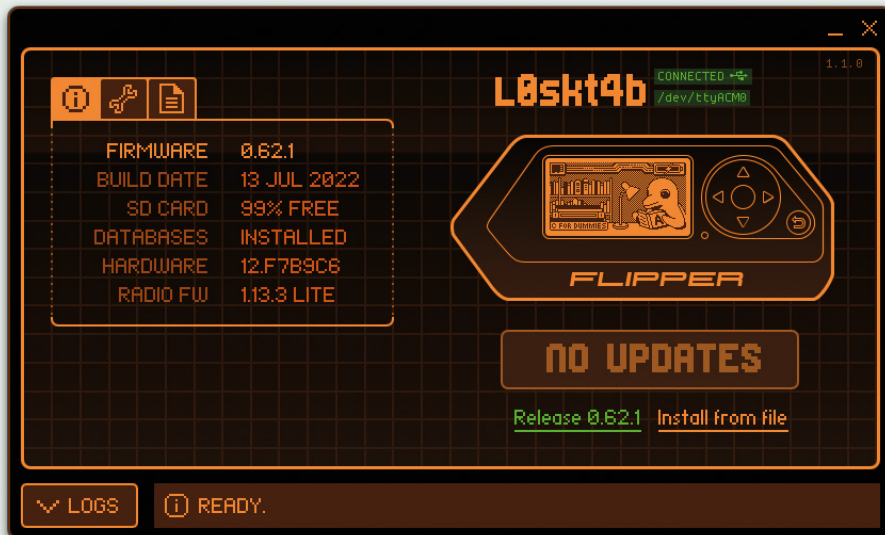 1.1.0
L0skt4b
CONNECTED
/dev/ttyACM0
FIRMWARE 0.62.1
BUILD DATE 13 JUL 2022
SD CARD 99% FREE
DATABASES INSTALLED
HARDWARE 12.F7B9C6
RADIO FW 1.13.3 LITE
C FOR DUMMIES
A
FLIPPER
NO UPDATES
Release 0.62.1 Install from file
LOGS
READY.